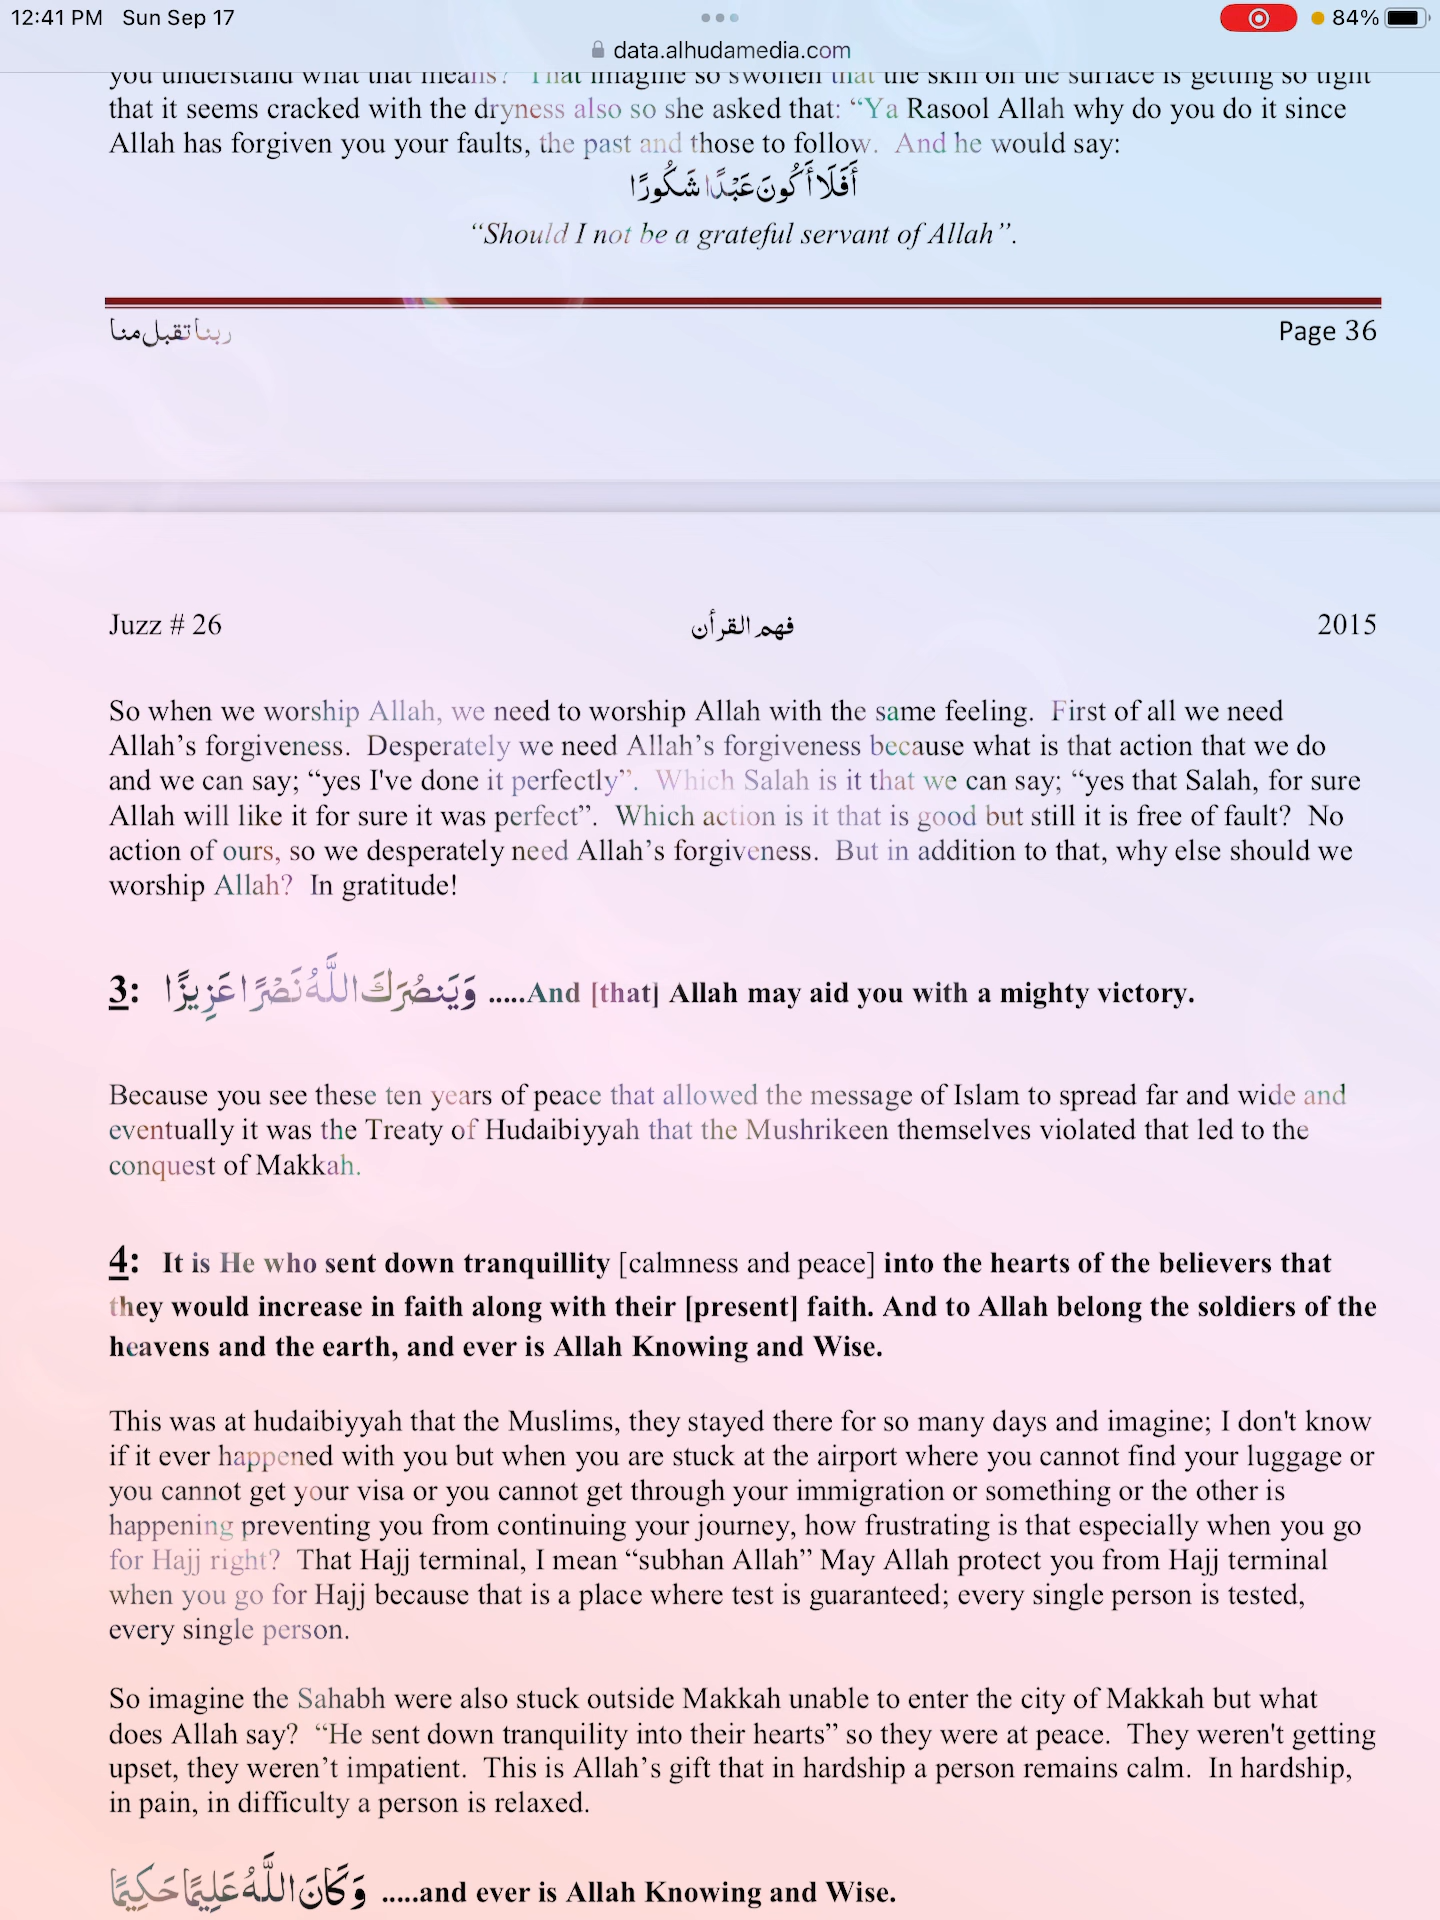 12:41 PM Sun Sep 17
84%
data.alhudamedia.com
you understand what that means? That imagine so swollen that the skin on the surface is getting so tight
that it seems cracked with the dryness also so she asked that: “Ya Rasool Allah why do you do it since
Allah has forgiven you your faults, the past and those to follow. And he would say:
أَفَلَا أَكُونَ عَبْدًا شَكُورًا
“Should I not be a grateful servant of Allah”.
ربنا تقبل منا
Page 36
Juzz # 26 فهم القرأن 2015
So when we worship Allah, we need to worship Allah with the same feeling. First of all we need
Allah’s forgiveness. Desperately we need Allah’s forgiveness because what is that action that we do
and we can say; “yes I've done it perfectly”. Which Salah is it that we can say; “yes that Salah, for sure
Allah will like it for sure it was perfect”. Which action is it that is good but still it is free of fault? No
action of ours, so we desperately need Allah’s forgiveness. But in addition to that, why else should we
worship Allah? In gratitude!
3: وَيَنصُرَكَ اللَّهُ نَصْرًا عَزِيزًا .....And [that] Allah may aid you with a mighty victory.
Because you see these ten years of peace that allowed the message of Islam to spread far and wide and
eventually it was the Treaty of Hudaibiyyah that the Mushrikeen themselves violated that led to the
conquest of Makkah.
4: It is He who sent down tranquillity [calmness and peace] into the hearts of the believers that
they would increase in faith along with their [present] faith. And to Allah belong the soldiers of the
heavens and the earth, and ever is Allah Knowing and Wise.
This was at hudaibiyyah that the Muslims, they stayed there for so many days and imagine; I don't know
if it ever happened with you but when you are stuck at the airport where you cannot find your luggage or
you cannot get your visa or you cannot get through your immigration or something or the other is
happening preventing you from continuing your journey, how frustrating is that especially when you go
for Hajj right? That Hajj terminal, I mean “subhan Allah” May Allah protect you from Hajj terminal
when you go for Hajj because that is a place where test is guaranteed; every single person is tested,
every single person.
So imagine the Sahabh were also stuck outside Makkah unable to enter the city of Makkah but what
does Allah say? “He sent down tranquility into their hearts” so they were at peace. They weren't getting
upset, they weren’t impatient. This is Allah’s gift that in hardship a person remains calm. In hardship,
in pain, in difficulty a person is relaxed.
وَكَانَ اللَّهُ عَلِيمًا حَكِيمًا .....and ever is Allah Knowing and Wise.